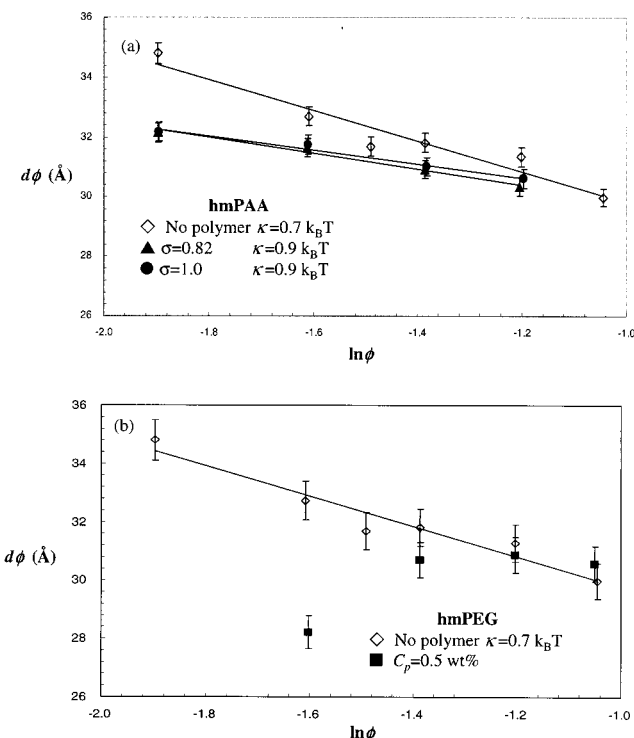 36
34
32
30
28
26
(a)
dϕ (Å)
hmPAA
No polymer κ=0.7 kBT
σ=0.82 κ=0.9 kBT
σ=1.0 κ=0.9 kBT
-2.0 -1.8 -1.6 -1.4 -1.2 -1.0
lnϕ
36
34
32
30
28
26
(b)
dϕ (Å)
hmPEG
No polymer κ=0.7 kBT
Cp=0.5 wt%
-2.0 -1.8 -1.6 -1.4 -1.2 -1.0
lnϕ